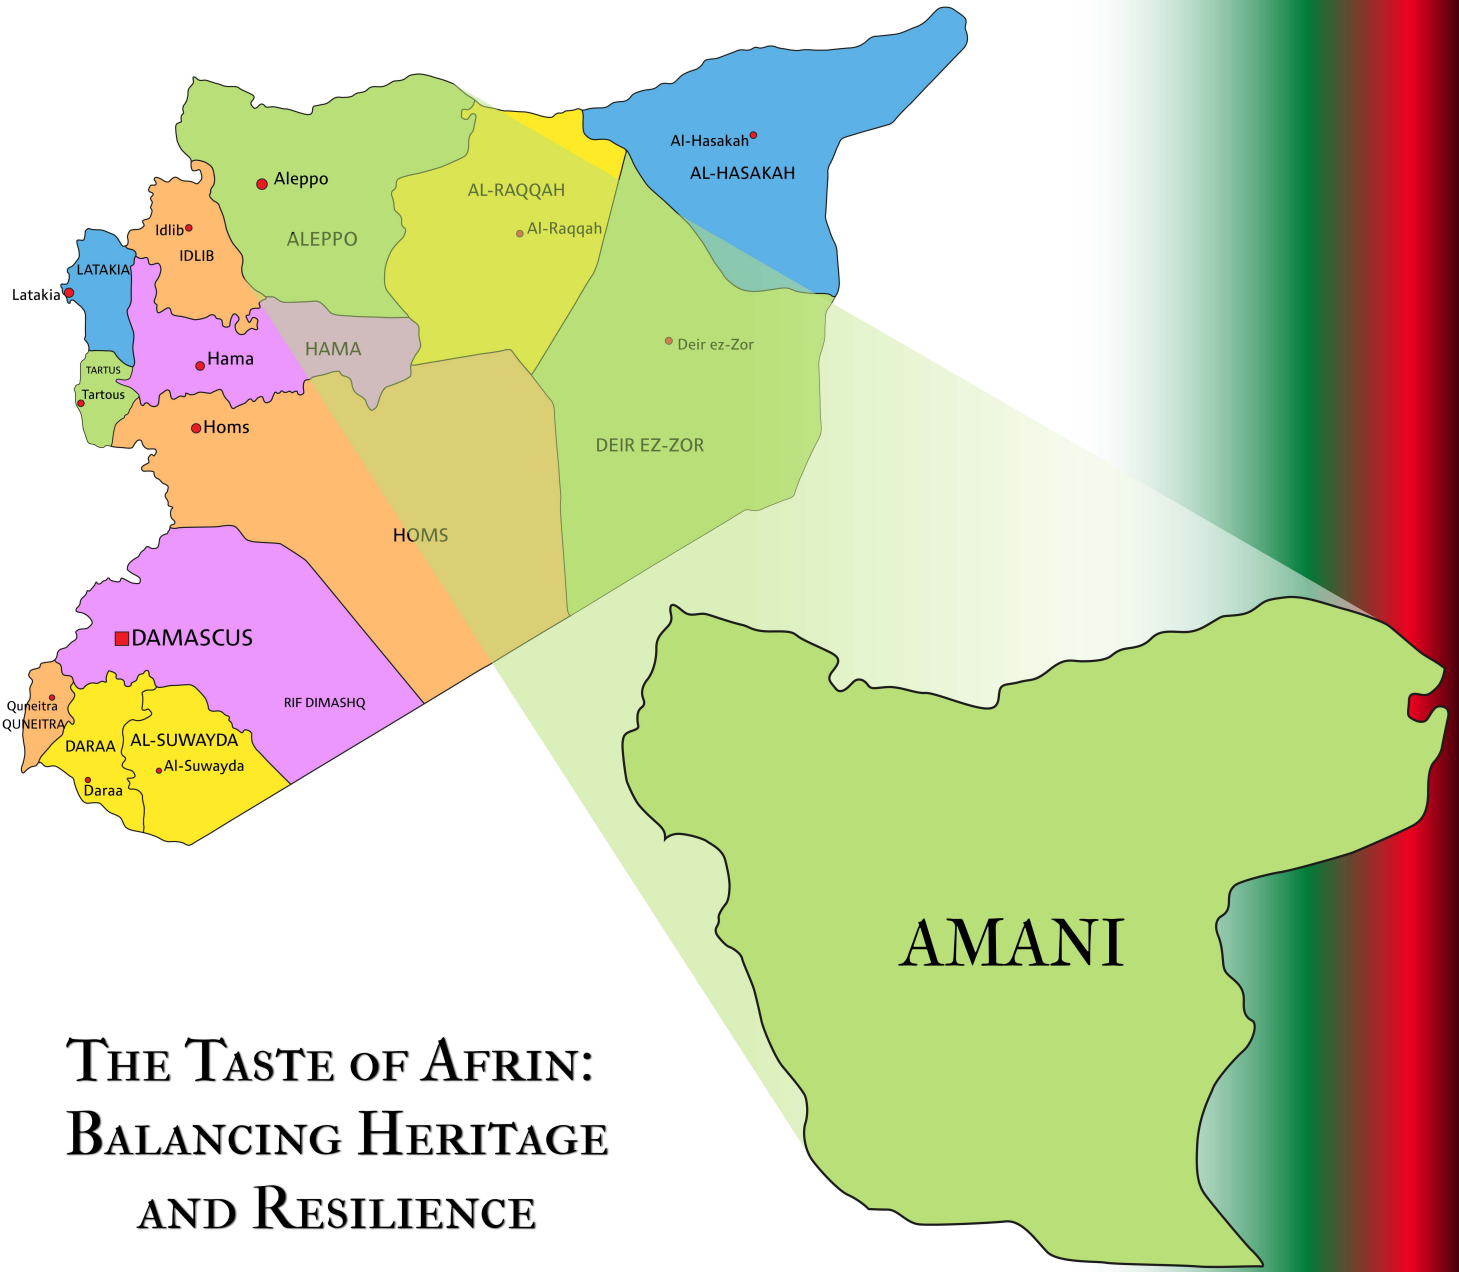 Al-Hasakah
AL-HASAKAH
Aleppo
AL-RAQQAH
Al-Raqqah
Idlib
ALEPPO
IDLIB
LATAKIA
Latakia
Deir ez-Zor
HAMA
Hama
TARTUS
Tartous
Homs
DEIR EZ-ZOR
HOMS
DAMASCUS
RIF DIMASHQ
Quneitra
QUNEITRA
DARAA
AL-SUWAYDA
Al-Suwayda
Daraa
AMANI
The Taste of Afrin:
Balancing Heritage
and Resilience